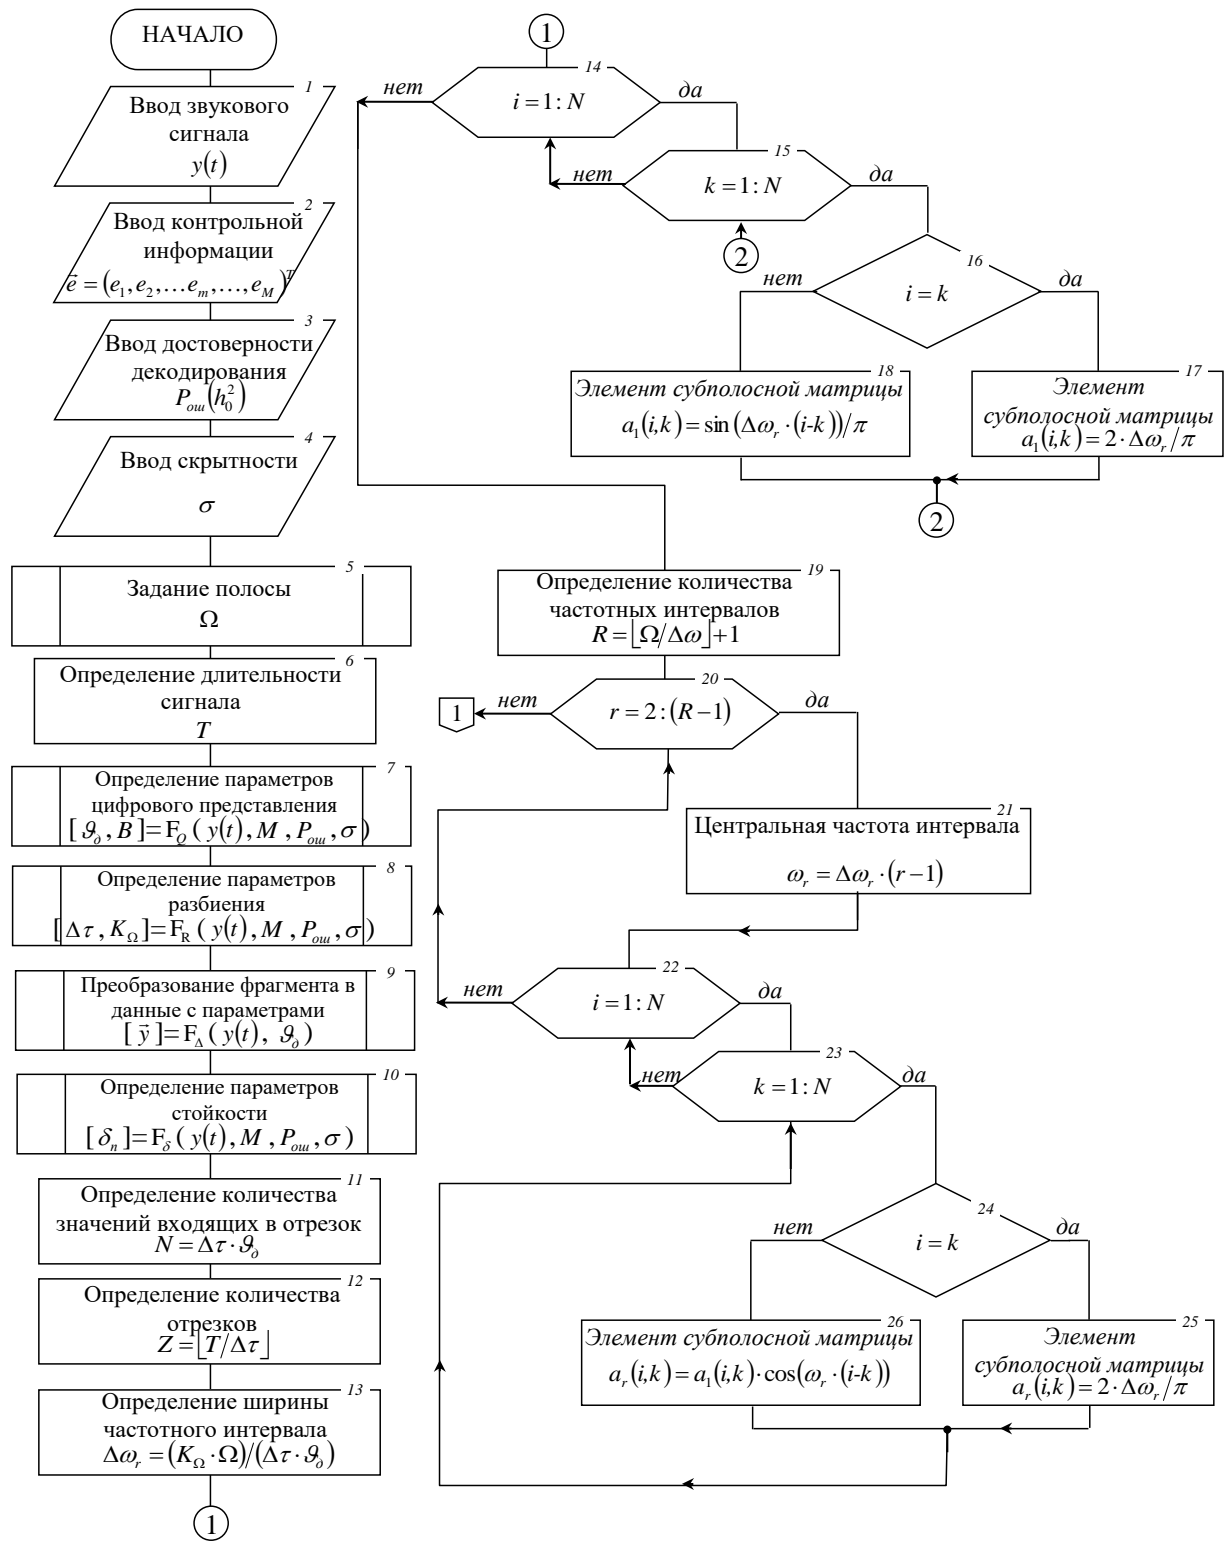 НАЧАЛО
1
Ввод звукового
сигнала
y(t)
2
Ввод контрольной
информации
e⃗ = (e₁, e₂, … eₘ, …, e_M)ᵀ
3
Ввод достоверности
декодирования
P_ош(h₀²)
4
Ввод скрытности
σ
5
Задание полосы
Ω
6
Определение длительности
сигнала
T
7
Определение параметров
цифрового представления
[ϑ_д, B]=F_Q(y(t), M, P_ош, σ)
8
Определение параметров
разбиения
[Δτ, K_Ω]=F_R(y(t), M, P_ош, σ)
9
Преобразование фрагмента в
данные с параметрами
[y⃗]=F_Δ(y(t), ϑ_д)
10
Определение параметров
стойкости
[δ_n]=F_δ(y(t), M, P_ош, σ)
11
Определение количества
значений входящих в отрезок
N = Δτ · ϑ_д
12
Определение количества
отрезков
Z = ⌊T/Δτ⌋
13
Определение ширины
частотного интервала
Δω_r = (K_Ω · Ω)/(Δτ · ϑ_д)
1
1
14
нет
i = 1 : N
да
15
нет
k = 1 : N
да
2
16
нет
i = k
да
18
Элемент субполосной матрицы
a₁(i,k) = sin(Δω_r · (i-k))/π
17
Элемент
субполосной матрицы
a₁(i,k) = 2 · Δω_r/π
2
19
Определение количества
частотных интервалов
R = ⌊Ω/Δω⌋+1
20
1
нет
r = 2 : (R − 1)
да
21
Центральная частота интервала
ω_r = Δω_r · (r − 1)
22
нет
i = 1 : N
да
23
нет
k = 1 : N
да
24
нет
i = k
да
26
Элемент субполосной матрицы
a_r(i,k) = a₁(i,k) · cos(ω_r · (i-k))
25
Элемент
субполосной матрицы
a_r(i,k) = 2 · Δω_r/π